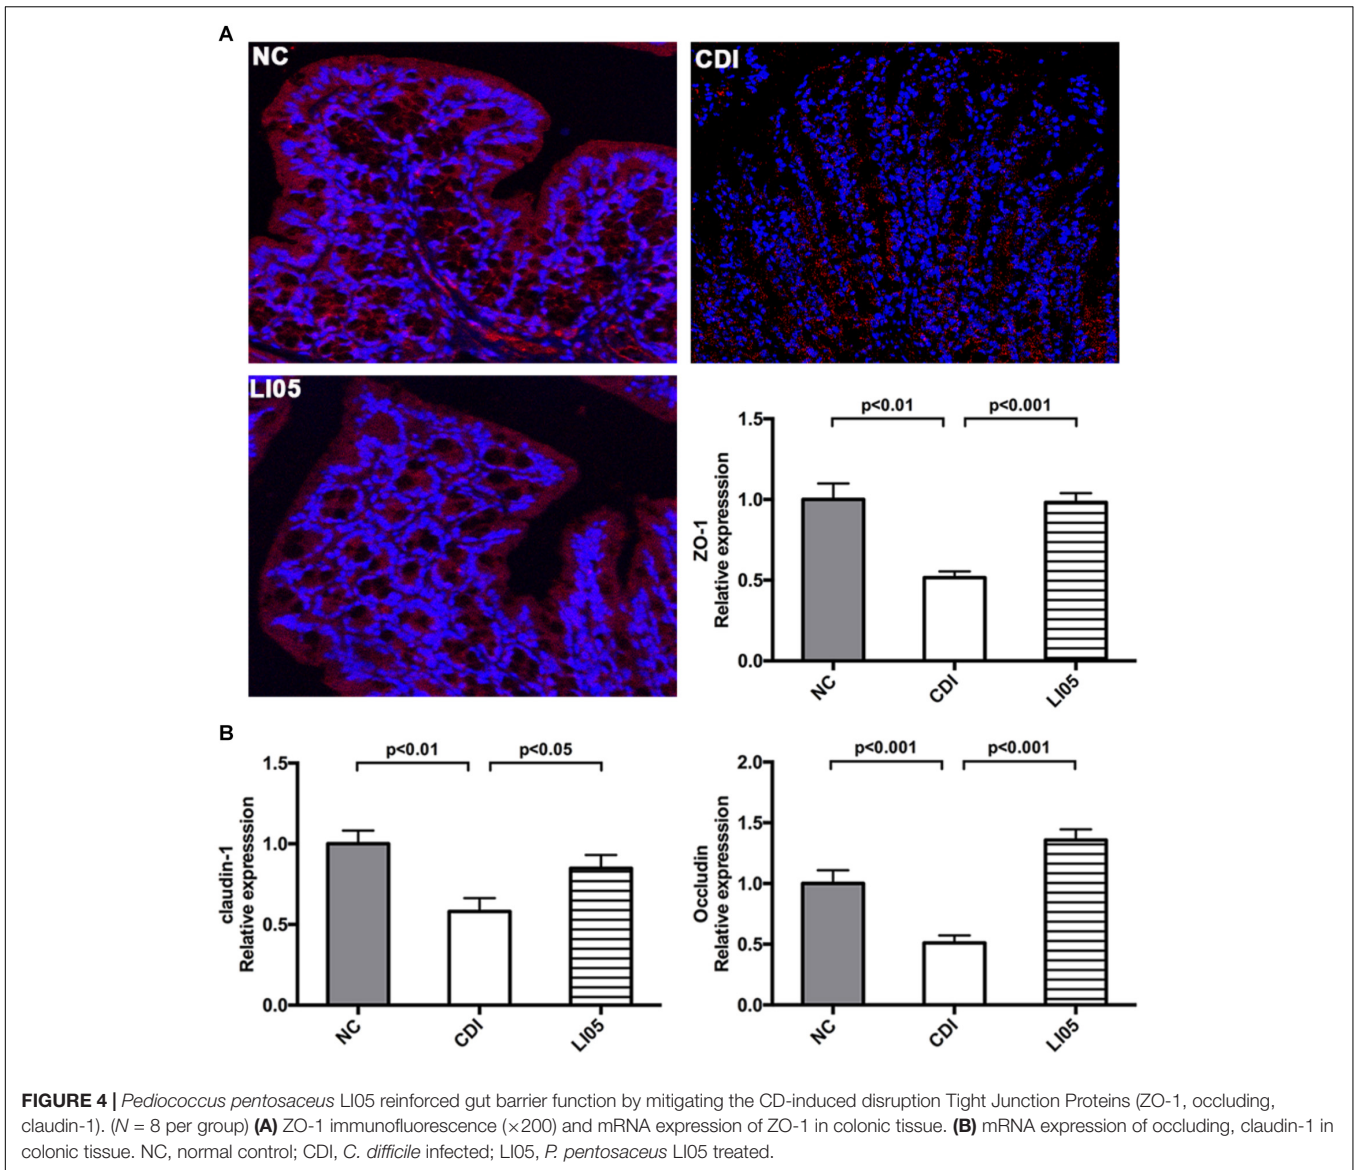 A
NC
CDI
LI05
p<0.01
p<0.001
1.5
1.0
0.5
0.0
ZO-1
Relative expresssion
NC
CDI
LI05
B
p<0.01
p<0.05
1.5
1.0
0.5
0.0
claudin-1
Relative expresssion
NC
CDI
LI05
p<0.001
p<0.001
2.0
1.5
1.0
0.5
0.0
Occludin
Relative expresssion
NC
CDI
LI05
FIGURE 4 | Pediococcus pentosaceus LI05 reinforced gut barrier function by mitigating the CD-induced disruption Tight Junction Proteins (ZO-1, occluding,
claudin-1). (N = 8 per group) (A) ZO-1 immunofluorescence (×200) and mRNA expression of ZO-1 in colonic tissue. (B) mRNA expression of occluding, claudin-1 in
colonic tissue. NC, normal control; CDI, C. difficile infected; LI05, P. pentosaceus LI05 treated.